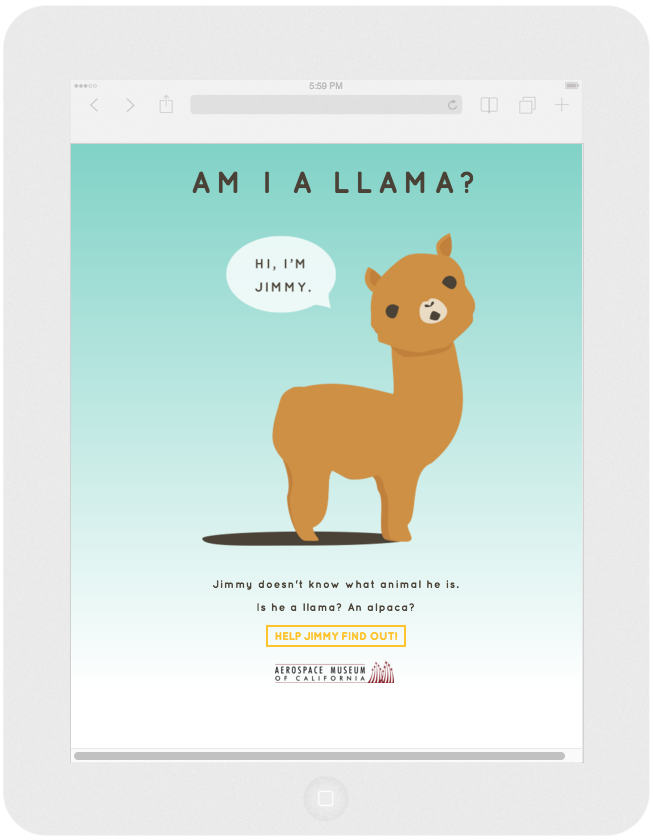 5:59 PM
AM I A LLAMA?
HI, I'M
JIMMY.
Jimmy doesn't know what animal he is.
Is he a llama? An alpaca?
HELP JIMMY FIND OUT!
AEROSPACE MUSEUM
OF CALIFORNIA